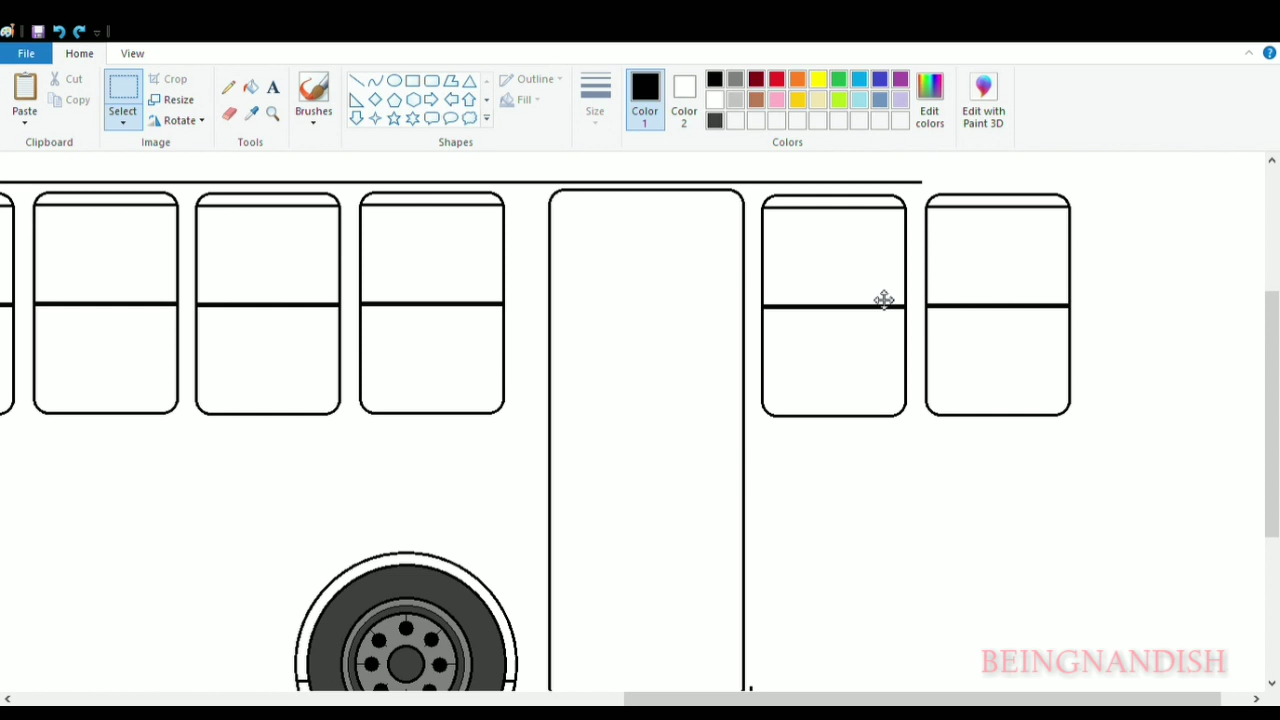 File Home View
Paste Cut Copy Clipboard
Select Crop Resize Rotate Image
A Tools
Brushes
Outline Fill Shapes
Size
Color 1 Color 2 Edit colors Colors
Edit with Paint 3D
BEINGNANDISH